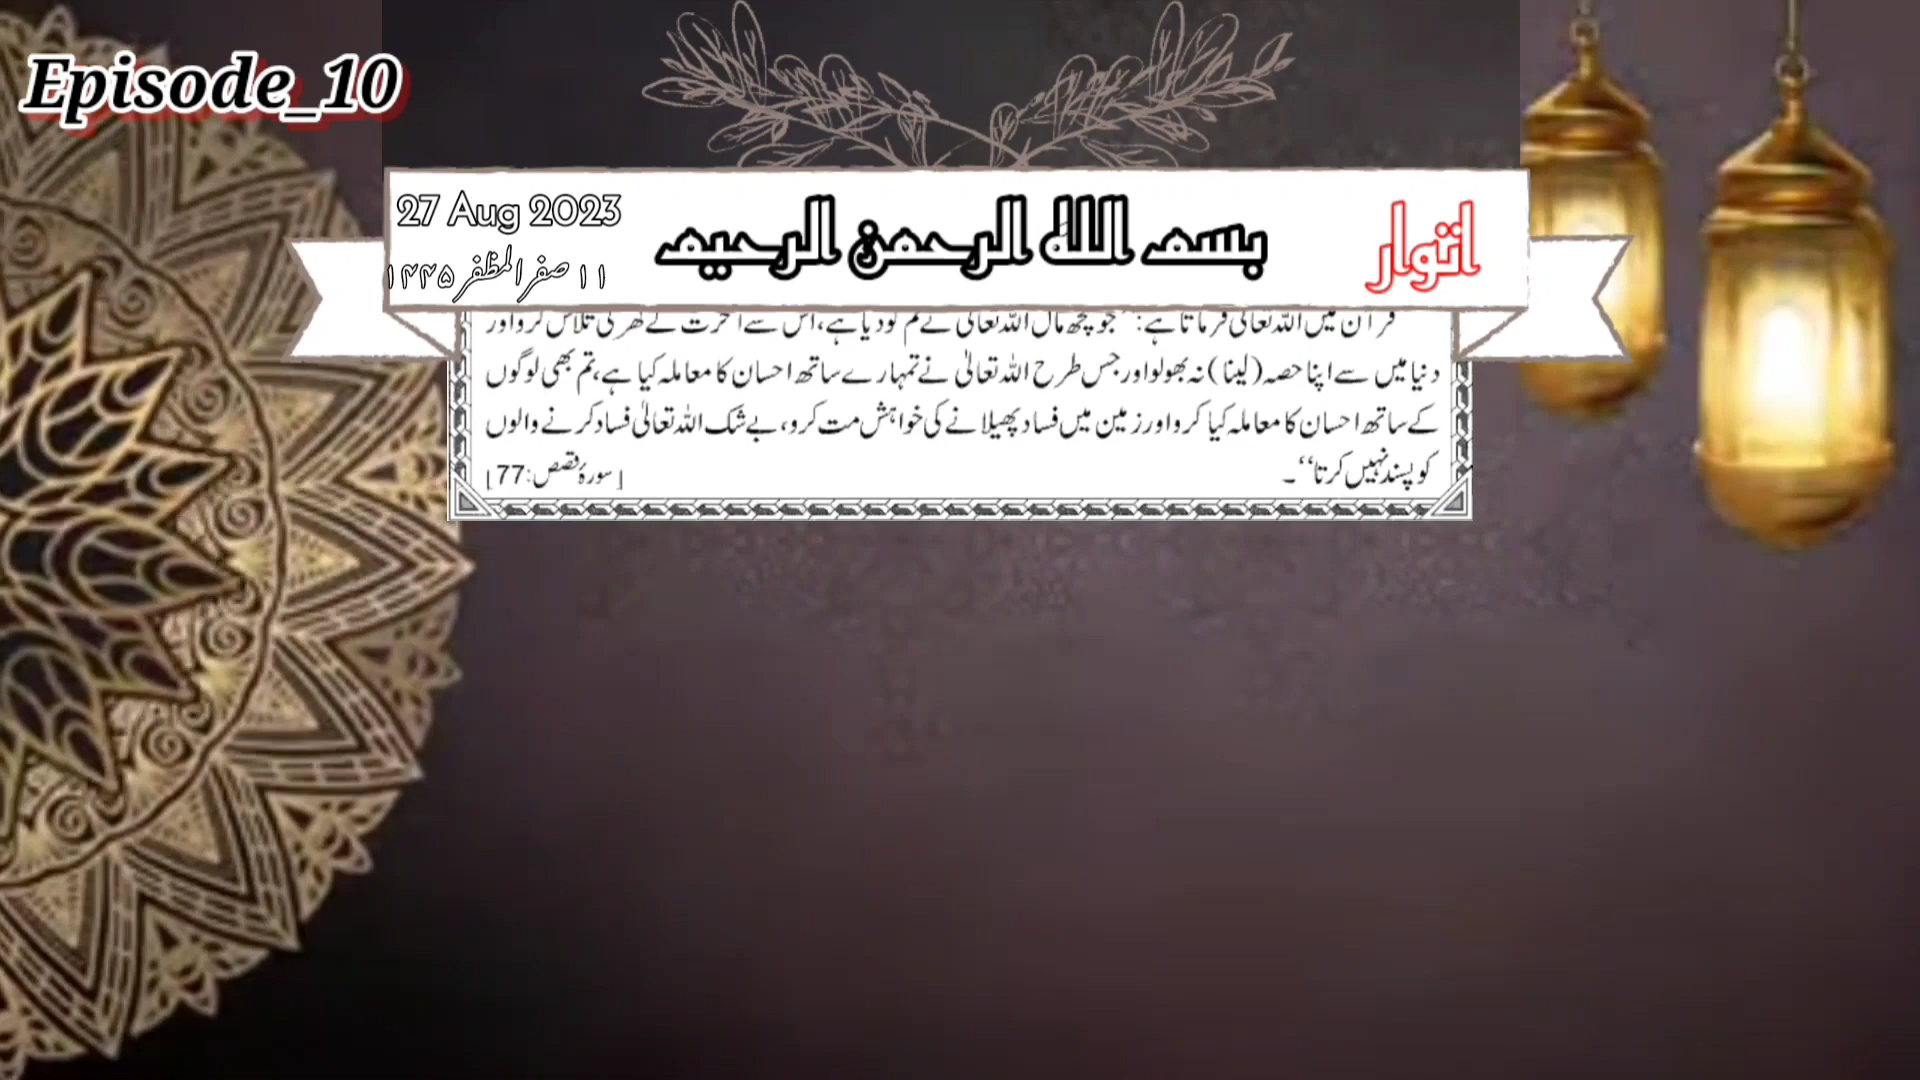 Episode_10
27 Aug 2023
۱۱ صفر المظفر ۱۴۴۵
بسم الله الرحمن الرحیم
اتوار
قرآن میں اللہ تعالیٰ فرماتا ہے: ’’جو کچھ مال اللہ تعالیٰ نے تم کو دیا ہے، اس سے آخرت کے گھر کی تلاش کرو اور
دنیا میں سے اپنا حصہ (لینا) نہ بھولو اور جس طرح اللہ تعالیٰ نے تمہارے ساتھ احسان کا معاملہ کیا ہے، تم بھی لوگوں
کے ساتھ احسان کا معاملہ کیا کرو اور زمین میں فساد پھیلانے کی خواہش مت کرو، بے شک اللہ تعالیٰ فساد کرنے والوں
کو پسند نہیں کرتا‘‘۔ [سورۂ قصص: 77]